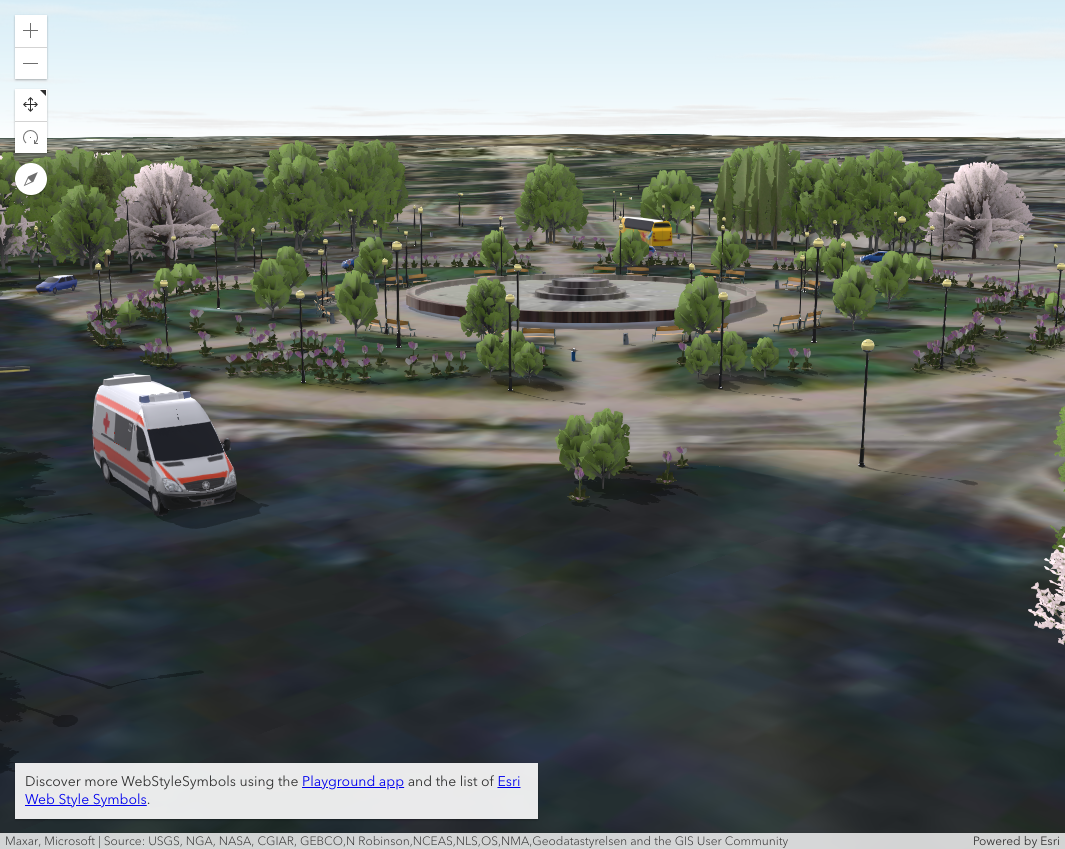 Discover more WebStyleSymbols using the Playground app and the list of Esri
Web Style Symbols.
Maxar, Microsoft | Source: USGS, NGA, NASA, CGIAR, GEBCO,N Robinson,NCEAS,NLS,OS,NMA,Geodatastyrelsen and the GIS User Community
Powered by Esri